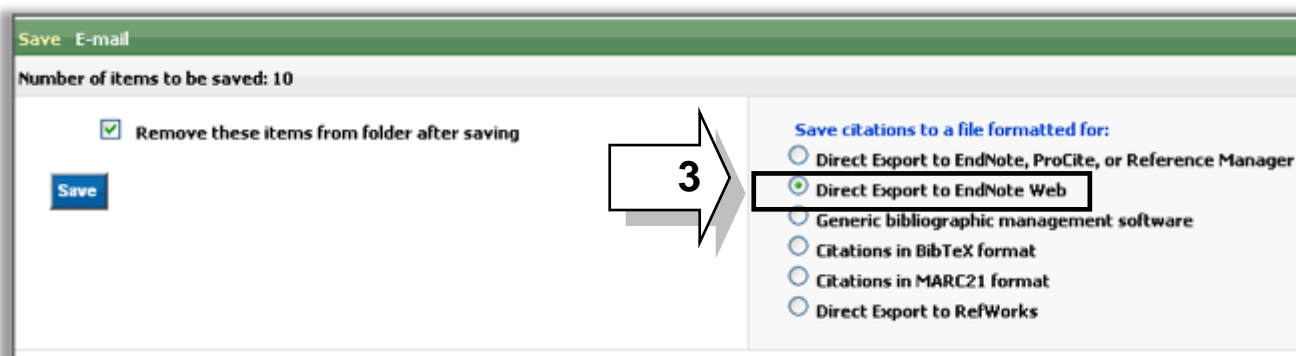 Save E-mail
Number of items to be saved: 10
Remove these items from folder after saving
Save
3
Save citations to a file formatted for:
Direct Export to EndNote, ProCite, or Reference Manager
Direct Export to EndNote Web
Generic bibliographic management software
Citations in BibTeX format
Citations in MARC21 format
Direct Export to RefWorks